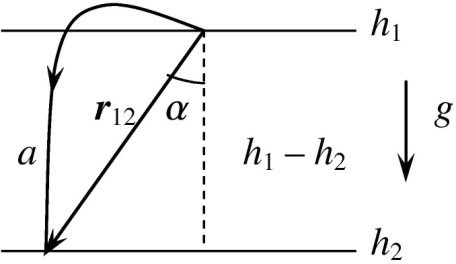 h₁
r₁₂
α
g
a
h₁ – h₂
h₂